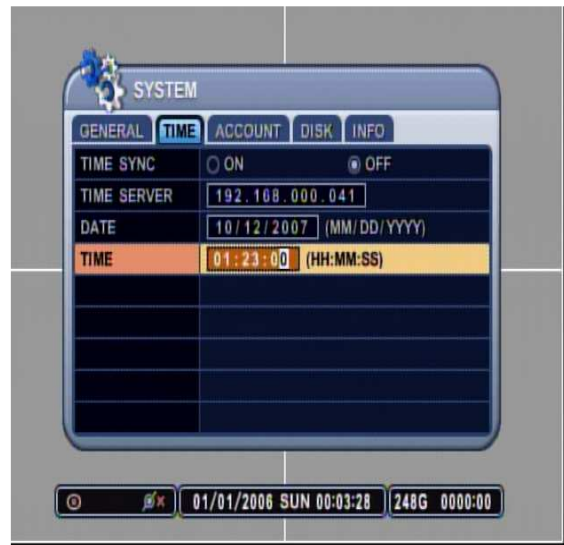 SYSTEM
GENERAL TIME ACCOUNT DISK INFO
TIME SYNC ON OFF
TIME SERVER 192.168.000.041
DATE 10/12/2007 (MM/DD/YYYY)
TIME 01:23:00 (HH:MM:SS)
01/01/2006 SUN 00:03:28 248G 0000:00